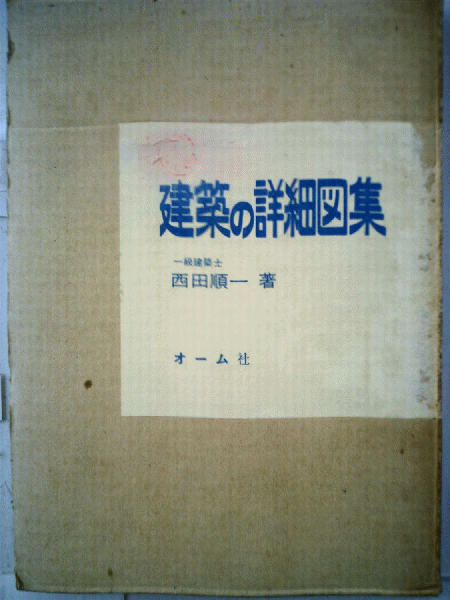 建築の詳細図集
一級建築士
西田順一 著
オーム社